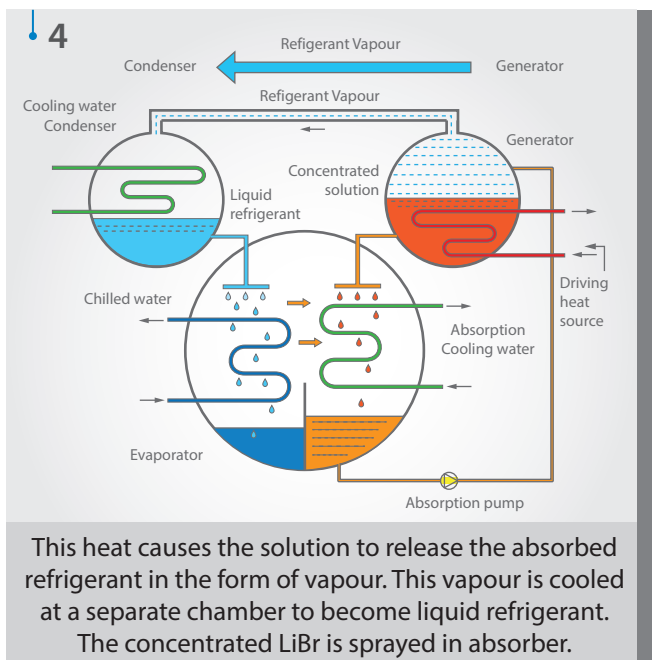 4
Refigerant Vapour
Condenser
Generator
Refigerant Vapour
Cooling water
Condenser
Generator
Concentrated
solution
Liquid
refrigerant
Driving
heat
source
Chilled water
Absorption
Cooling water
Evaporator
Absorption pump
This heat causes the solution to release the absorbed
refrigerant in the form of vapour. This vapour is cooled
at a separate chamber to become liquid refrigerant.
The concentrated LiBr is sprayed in absorber.